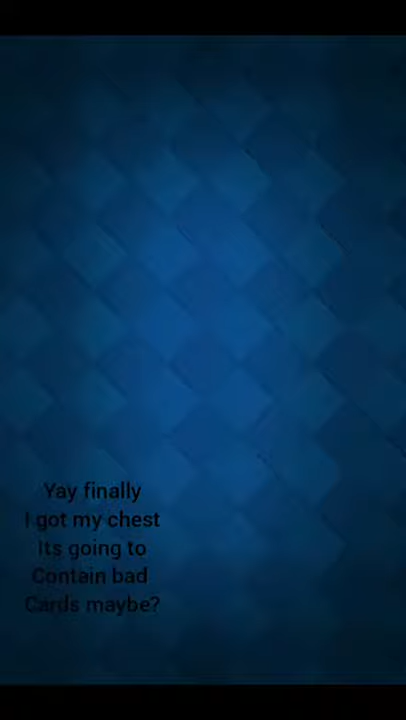 Yay finally
I got my chest
Its going to
Contain bad
Cards maybe?